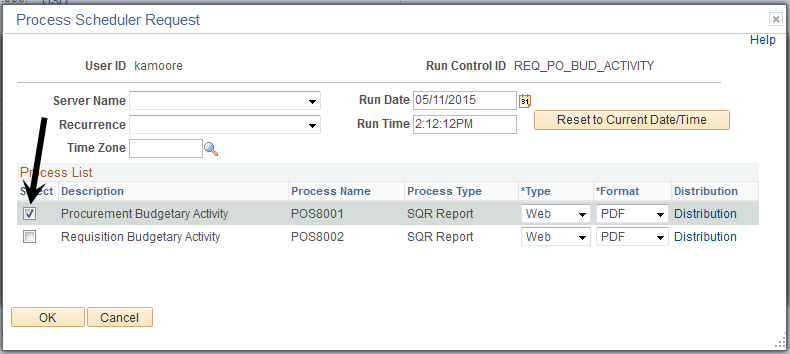 Process Scheduler Request
Help
User ID kamoore Run Control ID REQ_PO_BUD_ACTIVITY
Server Name Run Date 05/11/2015 31
Recurrence Run Time 2:12:12PM Reset to Current Date/Time
Time Zone
Process List
Description Process Name Process Type *Type *Format Distribution
Procurement Budgetary Activity POS8001 SQR Report Web PDF Distribution
Requisition Budgetary Activity POS8002 SQR Report Web PDF Distribution
OK Cancel